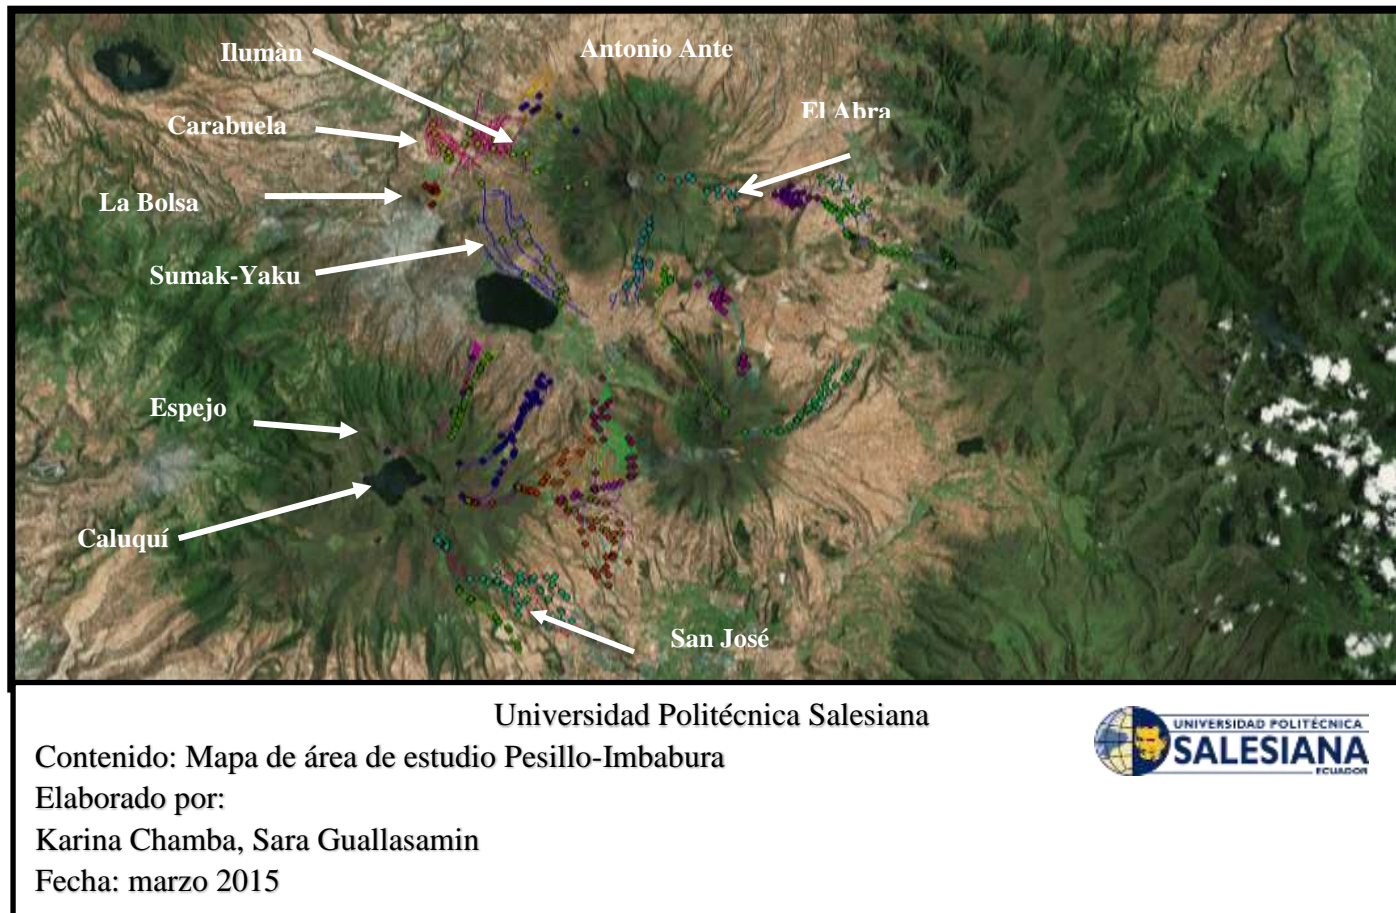 Ilumàn
Antonio Ante
El Abra
Carabuela
La Bolsa
Sumak-Yaku
Espejo
Caluquí
San José
Universidad Politécnica Salesiana
Contenido: Mapa de área de estudio Pesillo-Imbabura
Elaborado por:
Karina Chamba, Sara Guallasamin
Fecha: marzo 2015
UNIVERSIDAD POLITÉCNICA
SALESIANA
ECUADOR